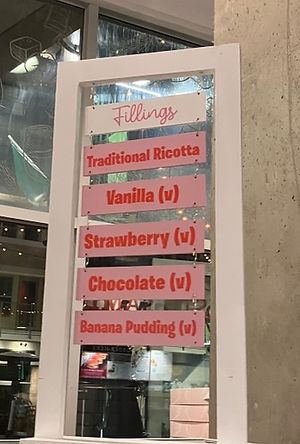 Fillings
Traditional Ricotta
Vanilla (v)
Strawberry (v)
Chocolate (v)
Banana Pudding (v)